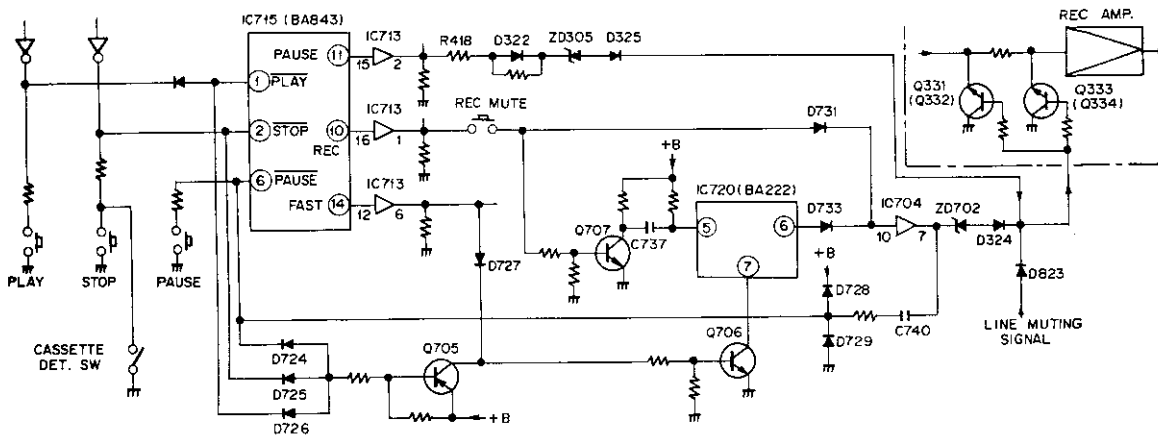 IC715 (BA843)
PAUSE
11
IC713
15
2
R418
D322
ZD305
D325
REC AMP.
1
PLAY
2
STOP
10
REC
IC713
16
1
REC MUTE
D731
Q331
(Q332)
Q333
(Q334)
6
PAUSE
FAST
14
IC713
12
6
+B
IC720 (BA222)
5
6
7
D733
IC704
10
7
ZD702
D324
Q707
C737
D727
+B
D728
D729
C740
D823
LINE MUTING
SIGNAL
PLAY
STOP
PAUSE
CASSETTE
DET. SW
D724
D725
D726
Q705
+B
Q706